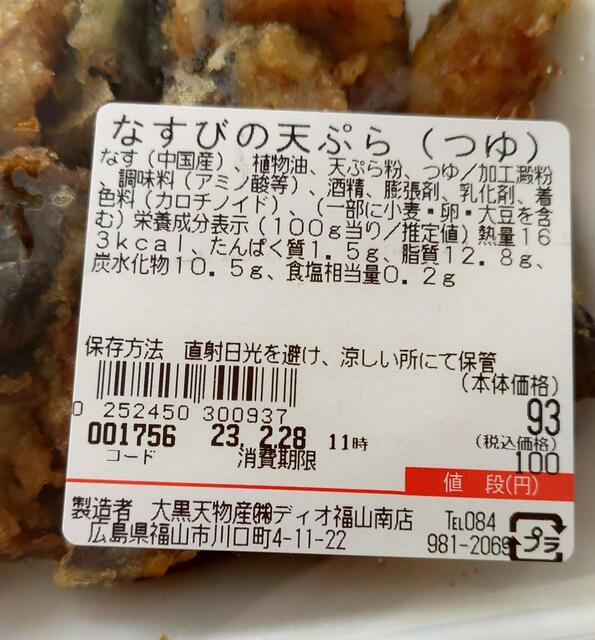 なすびの天ぷら（つゆ）
なす（中国産）　植物油、天ぷら粉、つゆ／加工澱粉
調味料（アミノ酸等）、酒精、膨張剤、乳化剤、着
色料（カロチノイド）、（一部に小麦・卵・大豆を含
む）栄養成分表示（１００ｇ当り／推定値）熱量１６
３ｋｃａｌ、たんぱく質１．５ｇ、脂質１２．８ｇ、
炭水化物１０．５ｇ、食塩相当量０．２ｇ
保存方法　直射日光を避け、涼しい所にて保管
（本体価格）
0 252450 300937
93
001756 23. 2.28 11時
（税込価格）
100
コード 消費期限
値 段(円)
製造者 大黒天物産㈱ディオ福山南店 TEL084
広島県福山市川口町4-11-22 981-2069
プラ